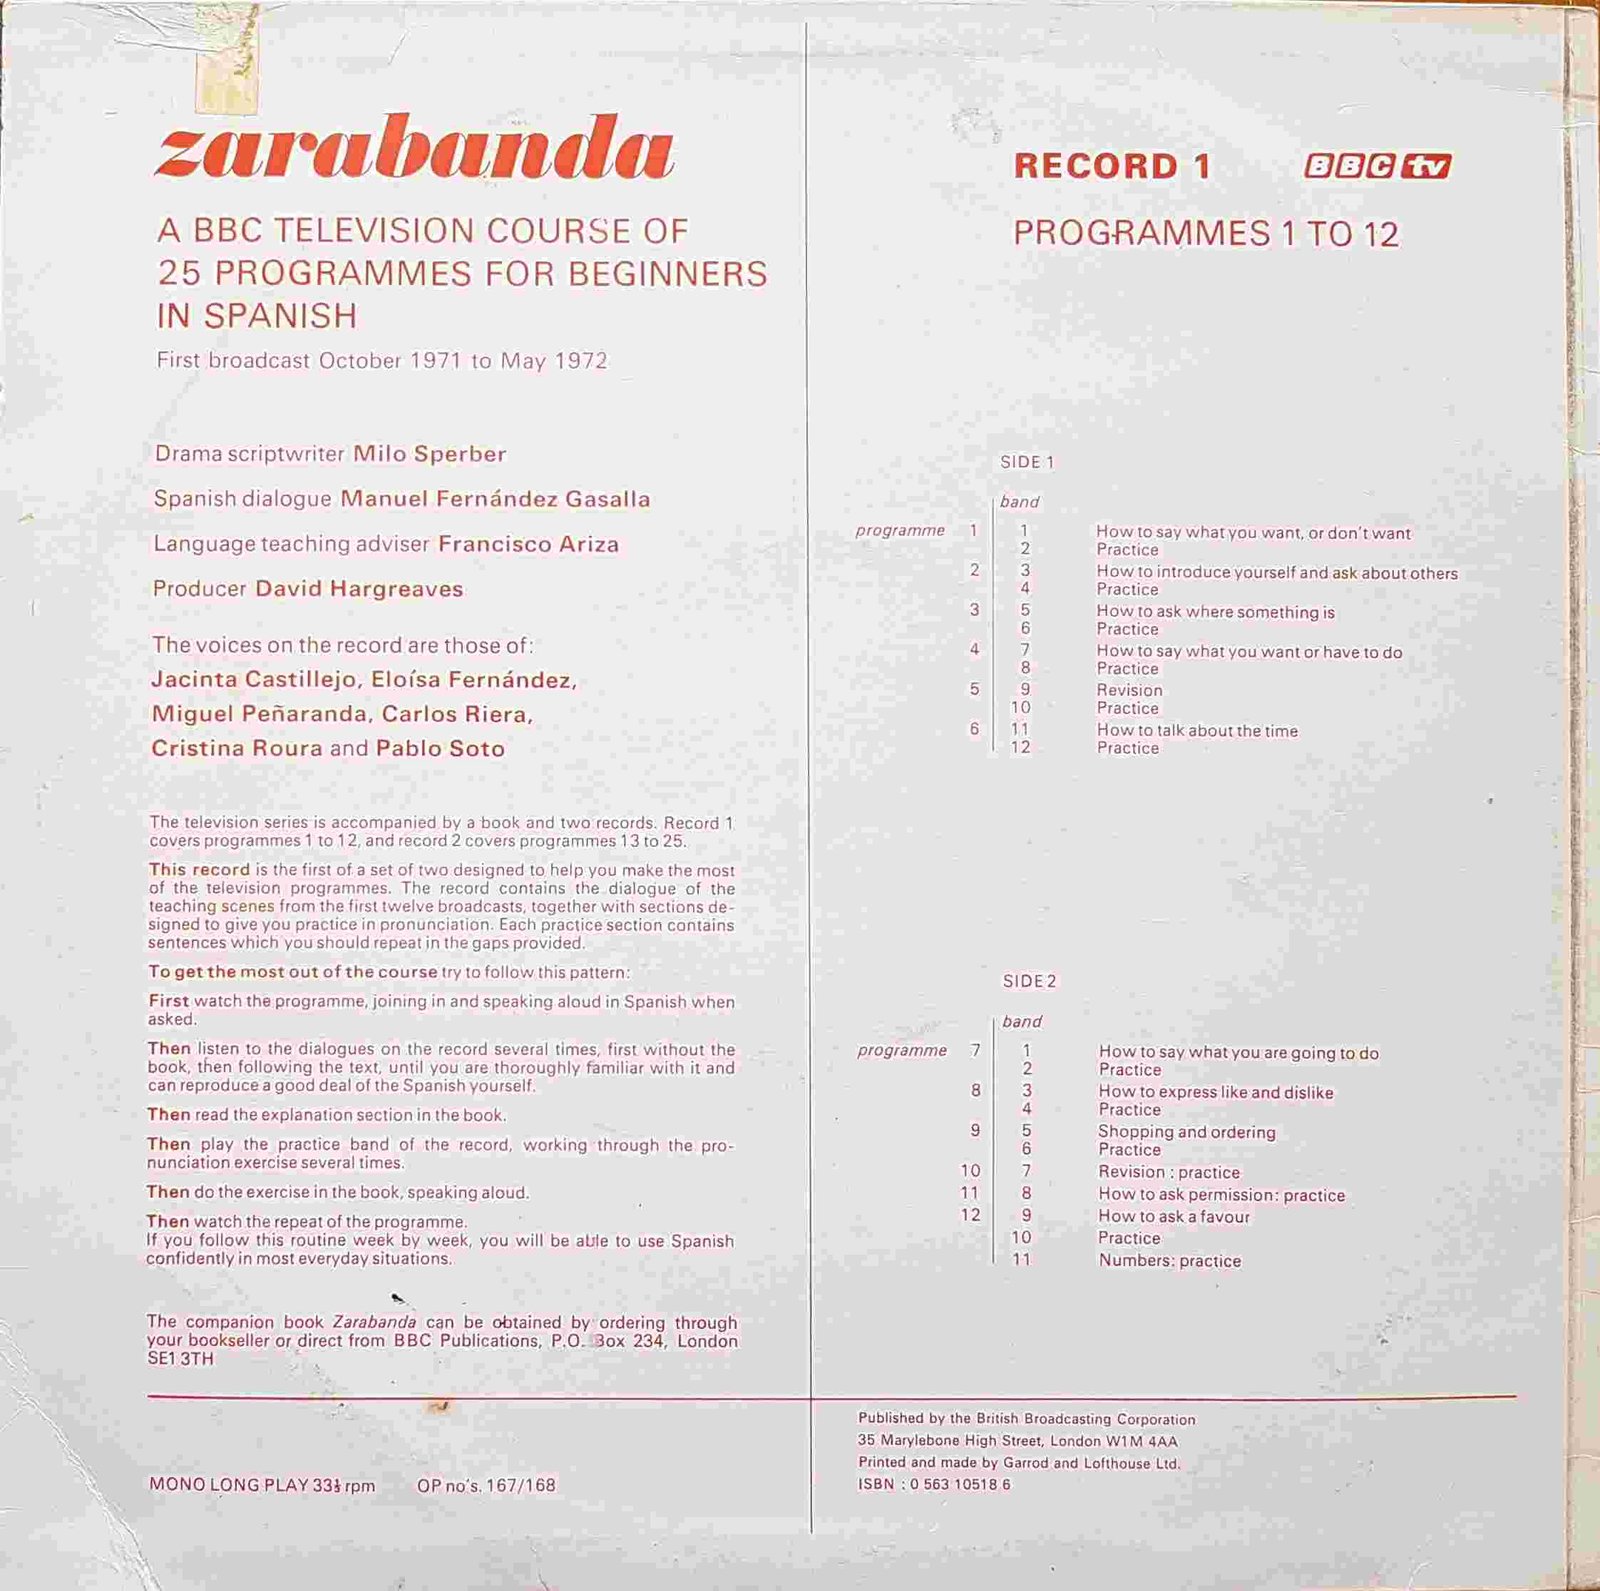 zarabanda
A BBC TELEVISION COURSE OF
25 PROGRAMMES FOR BEGINNERS
IN SPANISH
First broadcast October 1971 to May 1972
Drama scriptwriter Milo Sperber
Spanish dialogue Manuel Fernández Gasalla
Language teaching adviser Francisco Ariza
Producer David Hargreaves
The voices on the record are those of:
Jacinta Castillejo, Eloísa Fernández,
Miguel Peñaranda, Carlos Riera,
Cristina Roura and Pablo Soto
The television series is accompanied by a book and two records. Record 1
covers programmes 1 to 12, and record 2 covers programmes 13 to 25.
This record is the first of a set of two designed to help you make the most
of the television programmes. The record contains the dialogue of the
teaching scenes from the first twelve broadcasts, together with sections de-
signed to give you practice in pronunciation. Each practice section contains
sentences which you should repeat in the gaps provided.
To get the most out of the course try to follow this pattern:
First watch the programme, joining in and speaking aloud in Spanish when
asked.
Then listen to the dialogues on the record several times, first without the
book, then following the text, until you are thoroughly familiar with it and
can reproduce a good deal of the Spanish yourself.
Then read the explanation section in the book.
Then play the practice band of the record, working through the pro-
nunciation exercise several times.
Then do the exercise in the book, speaking aloud.
Then watch the repeat of the programme.
If you follow this routine week by week, you will be able to use Spanish
confidently in most everyday situations.
The companion book Zarabanda can be obtained by ordering through
your bookseller or direct from BBC Publications, P.O. Box 234, London
SE1 3TH
MONO LONG PLAY 33⅓ rpm OP no's. 167/168
RECORD 1 BBC tv
PROGRAMMES 1 TO 12
SIDE 1
band
programme 1 1 How to say what you want, or don't want
2 Practice
2 3 How to introduce yourself and ask about others
4 Practice
3 5 How to ask where something is
6 Practice
4 7 How to say what you want or have to do
8 Practice
5 9 Revision
10 Practice
6 11 How to talk about the time
12 Practice
SIDE 2
band
programme 7 1 How to say what you are going to do
2 Practice
8 3 How to express like and dislike
4 Practice
9 5 Shopping and ordering
6 Practice
10 7 Revision : practice
11 8 How to ask permission: practice
12 9 How to ask a favour
10 Practice
11 Numbers: practice
Published by the British Broadcasting Corporation
35 Marylebone High Street, London W1M 4AA
Printed and made by Garrod and Lofthouse Ltd.
ISBN : 0 563 10518 6